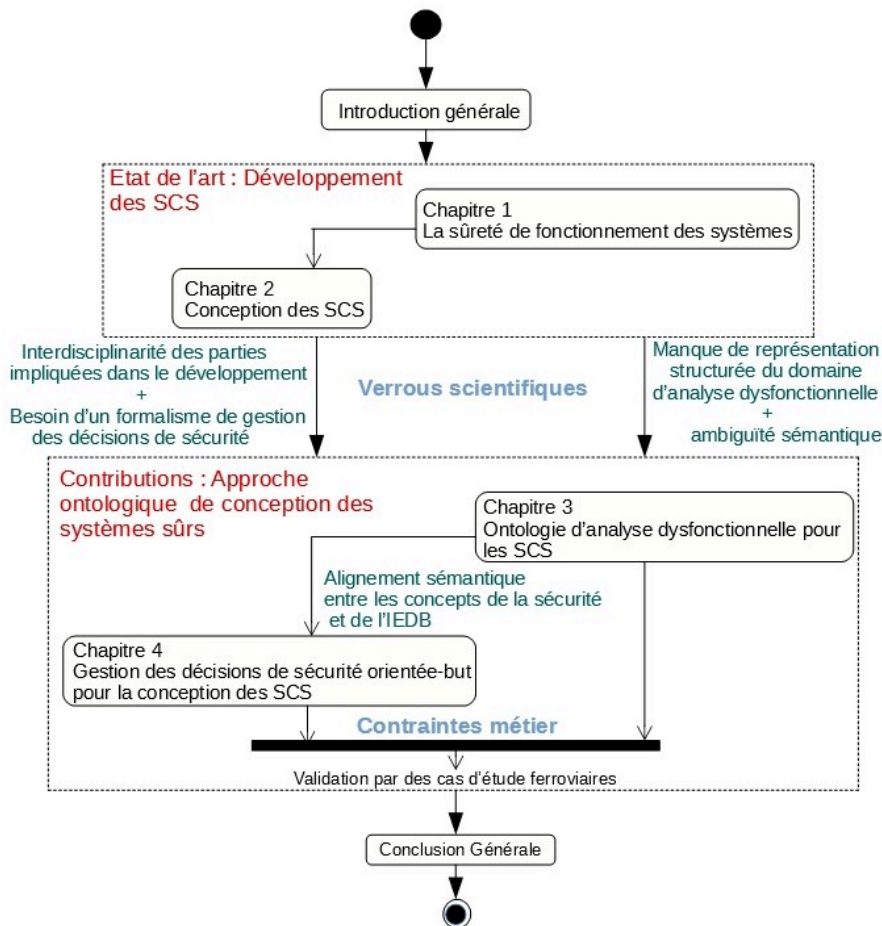 Introduction générale
Etat de l'art : Développement
des SCS
Chapitre 1
La sûreté de fonctionnement des systèmes
Chapitre 2
Conception des SCS
Interdisciplinarité des parties
impliquées dans le développement
+
Besoin d'un formalisme de gestion
des décisions de sécurité
Verrous scientifiques
Manque de représentation
structurée du domaine
d'analyse dysfonctionnelle
+
ambiguïté sémantique
Contributions : Approche
ontologique de conception des
systèmes sûrs
Chapitre 3
Ontologie d'analyse dysfonctionnelle pour
les SCS
Alignement sémantique
entre les concepts de la sécurité
et de l'IEDB
Chapitre 4
Gestion des décisions de sécurité orientée-but
pour la conception des SCS
Contraintes métier
Validation par des cas d'étude ferroviaires
Conclusion Générale